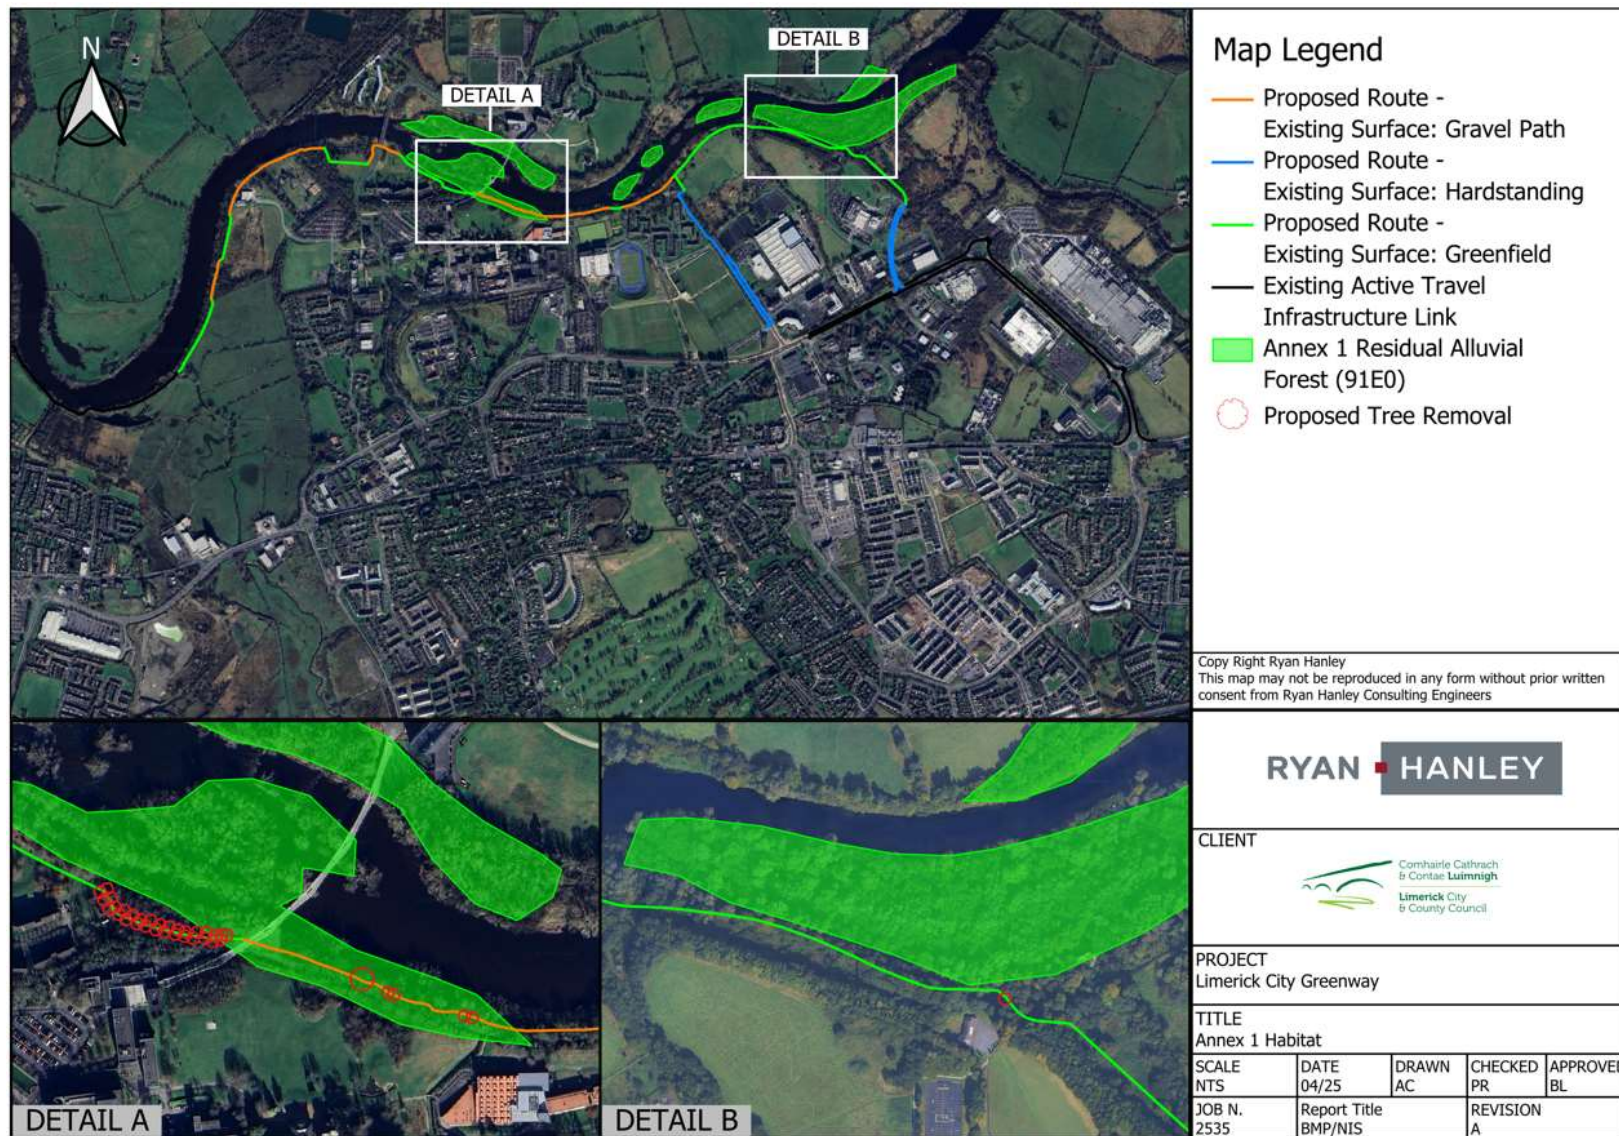 N
DETAIL A
DETAIL B
Map Legend
Proposed Route -
Existing Surface: Gravel Path
Proposed Route -
Existing Surface: Hardstanding
Proposed Route -
Existing Surface: Greenfield
Existing Active Travel
Infrastructure Link
Annex 1 Residual Alluvial
Forest (91E0)
Proposed Tree Removal
Copy Right Ryan Hanley
This map may not be reproduced in any form without prior written
consent from Ryan Hanley Consulting Engineers
RYAN HANLEY
CLIENT
Comhairle Cathrach
& Contae Luimnigh
Limerick City
& County Council
PROJECT
Limerick City Greenway
TITLE
Annex 1 Habitat
SCALE
NTS
DATE
04/25
DRAWN
AC
CHECKED
PR
APPROVED
BL
JOB N.
2535
Report Title
BMP/NIS
REVISION
A
DETAIL A
DETAIL B